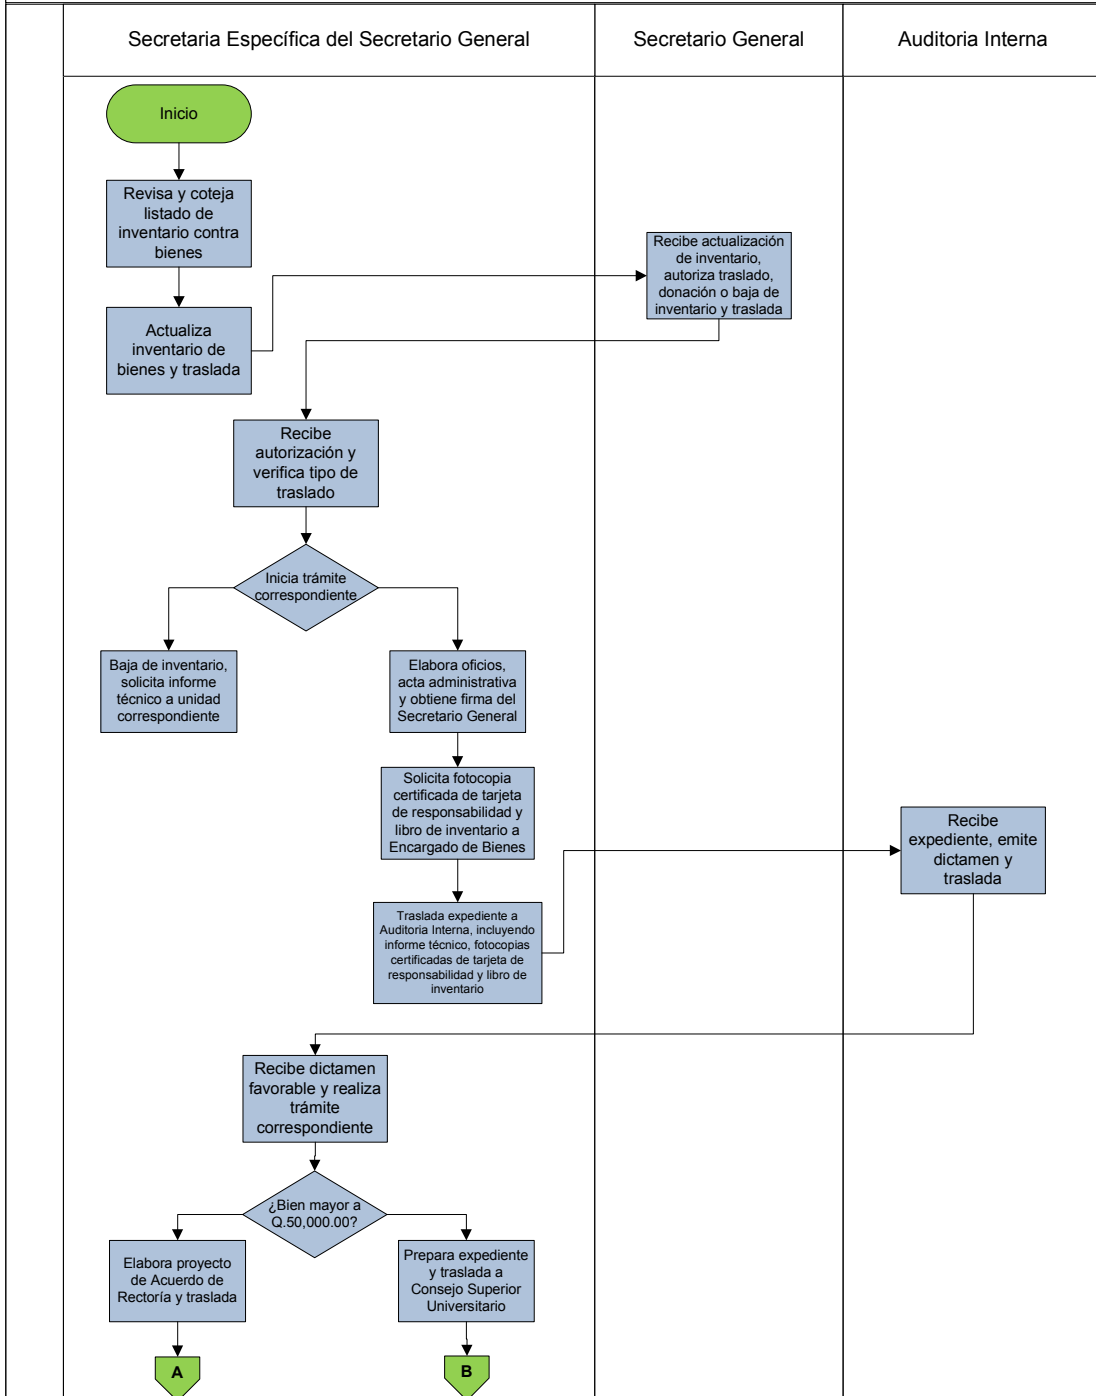 Secretaria Específica del Secretario General
Secretario General
Auditoria Interna
Inicio
Revisa y coteja
listado de
inventario contra
bienes
Recibe actualización
de inventario,
autoriza traslado,
donación o baja de
inventario y traslada
Actualiza
inventario de
bienes y traslada
Recibe
autorización y
verifica tipo de
traslado
Inicia trámite
correspondiente
Baja de inventario,
solicita informe
técnico a unidad
correspondiente
Elabora oficios,
acta administrativa
y obtiene firma del
Secretario General
Solicita fotocopia
certificada de tarjeta
de responsabilidad y
libro de inventario a
Encargado de Bienes
Recibe
expediente, emite
dictamen y
traslada
Traslada expediente a
Auditoria Interna, incluyendo
informe técnico, fotocopias
certificadas de tarjeta de
responsabilidad y libro de
inventario
Recibe dictamen
favorable y realiza
trámite
correspondiente
¿Bien mayor a
Q.50,000.00?
Elabora proyecto
de Acuerdo de
Rectoría y traslada
Prepara expediente
y traslada a
Consejo Superior
Universitario
A
B